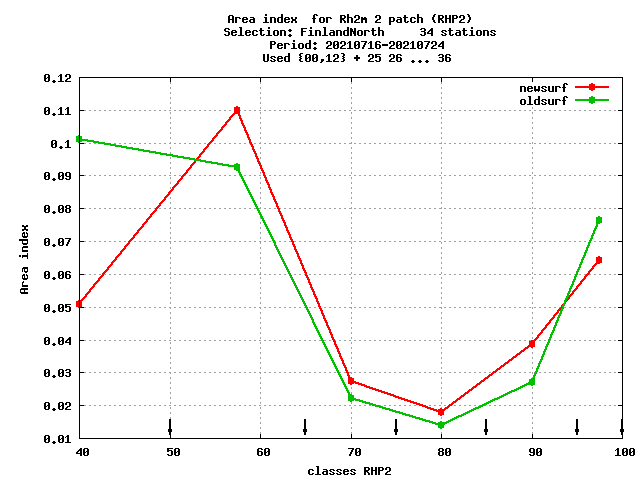 Area index  for Rh2m 2 patch (RHP2)
Selection: FinlandNorth     34 stations
Period: 20210716-20210724
Used {00,12} + 25 26 ... 36
newsurf
oldsurf
0.12
0.11
0.1
0.09
0.08
0.07
0.06
0.05
0.04
0.03
0.02
0.01
Area index
40 50 60 70 80 90 100
classes RHP2